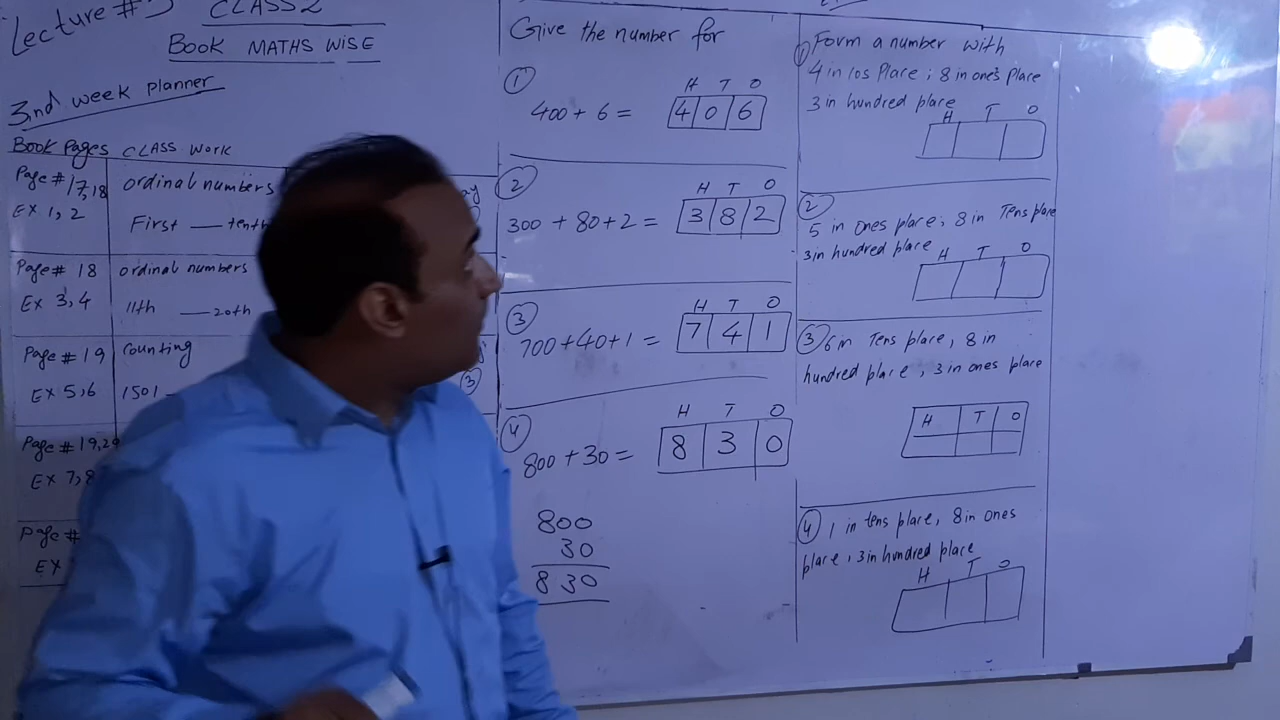 Lecture #3 CLASS 2
Book MATHS WISE
3nd week planner
Book Pages CLASS WORK
Page #17,18 ordinal numbers
EX 1, 2 First — tenth
Page # 18 ordinal numbers
EX 3,4 11th — 20th
Page # 19 Counting
EX 5,6 1501 -
Page # 19,20
EX 7,8
Page #
EX
Give the number for
①
H T O
400 + 6 = 4 0 6
②
H T O
300 + 80 + 2 = 3 8 2
③
H T O
700 + 40 + 1 = 7 4 1
④
H T O
800 + 30 = 8 3 0
800
30
830
① Form a number with
4 in 10s Place ; 8 in one's Place
3 in hundred place
H T O
②
5 in ones place; 8 in Tens place
3 in hundred place
H T O
③ 6 in Tens place, 8 in
hundred place, 3 in ones place
H T O
④ 1 in tens place, 8 in ones
place, 3 in hundred place
H T O